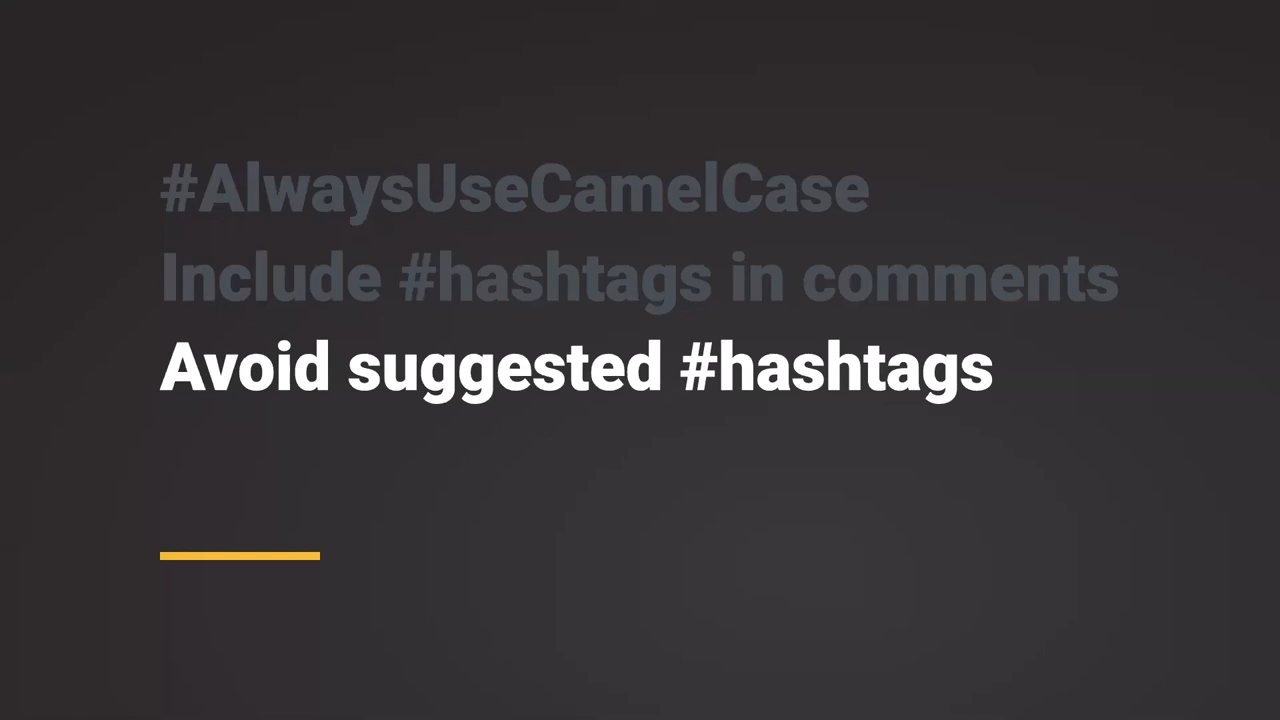 #AlwaysUseCamelCase
Include #hashtags in comments
Avoid suggested #hashtags